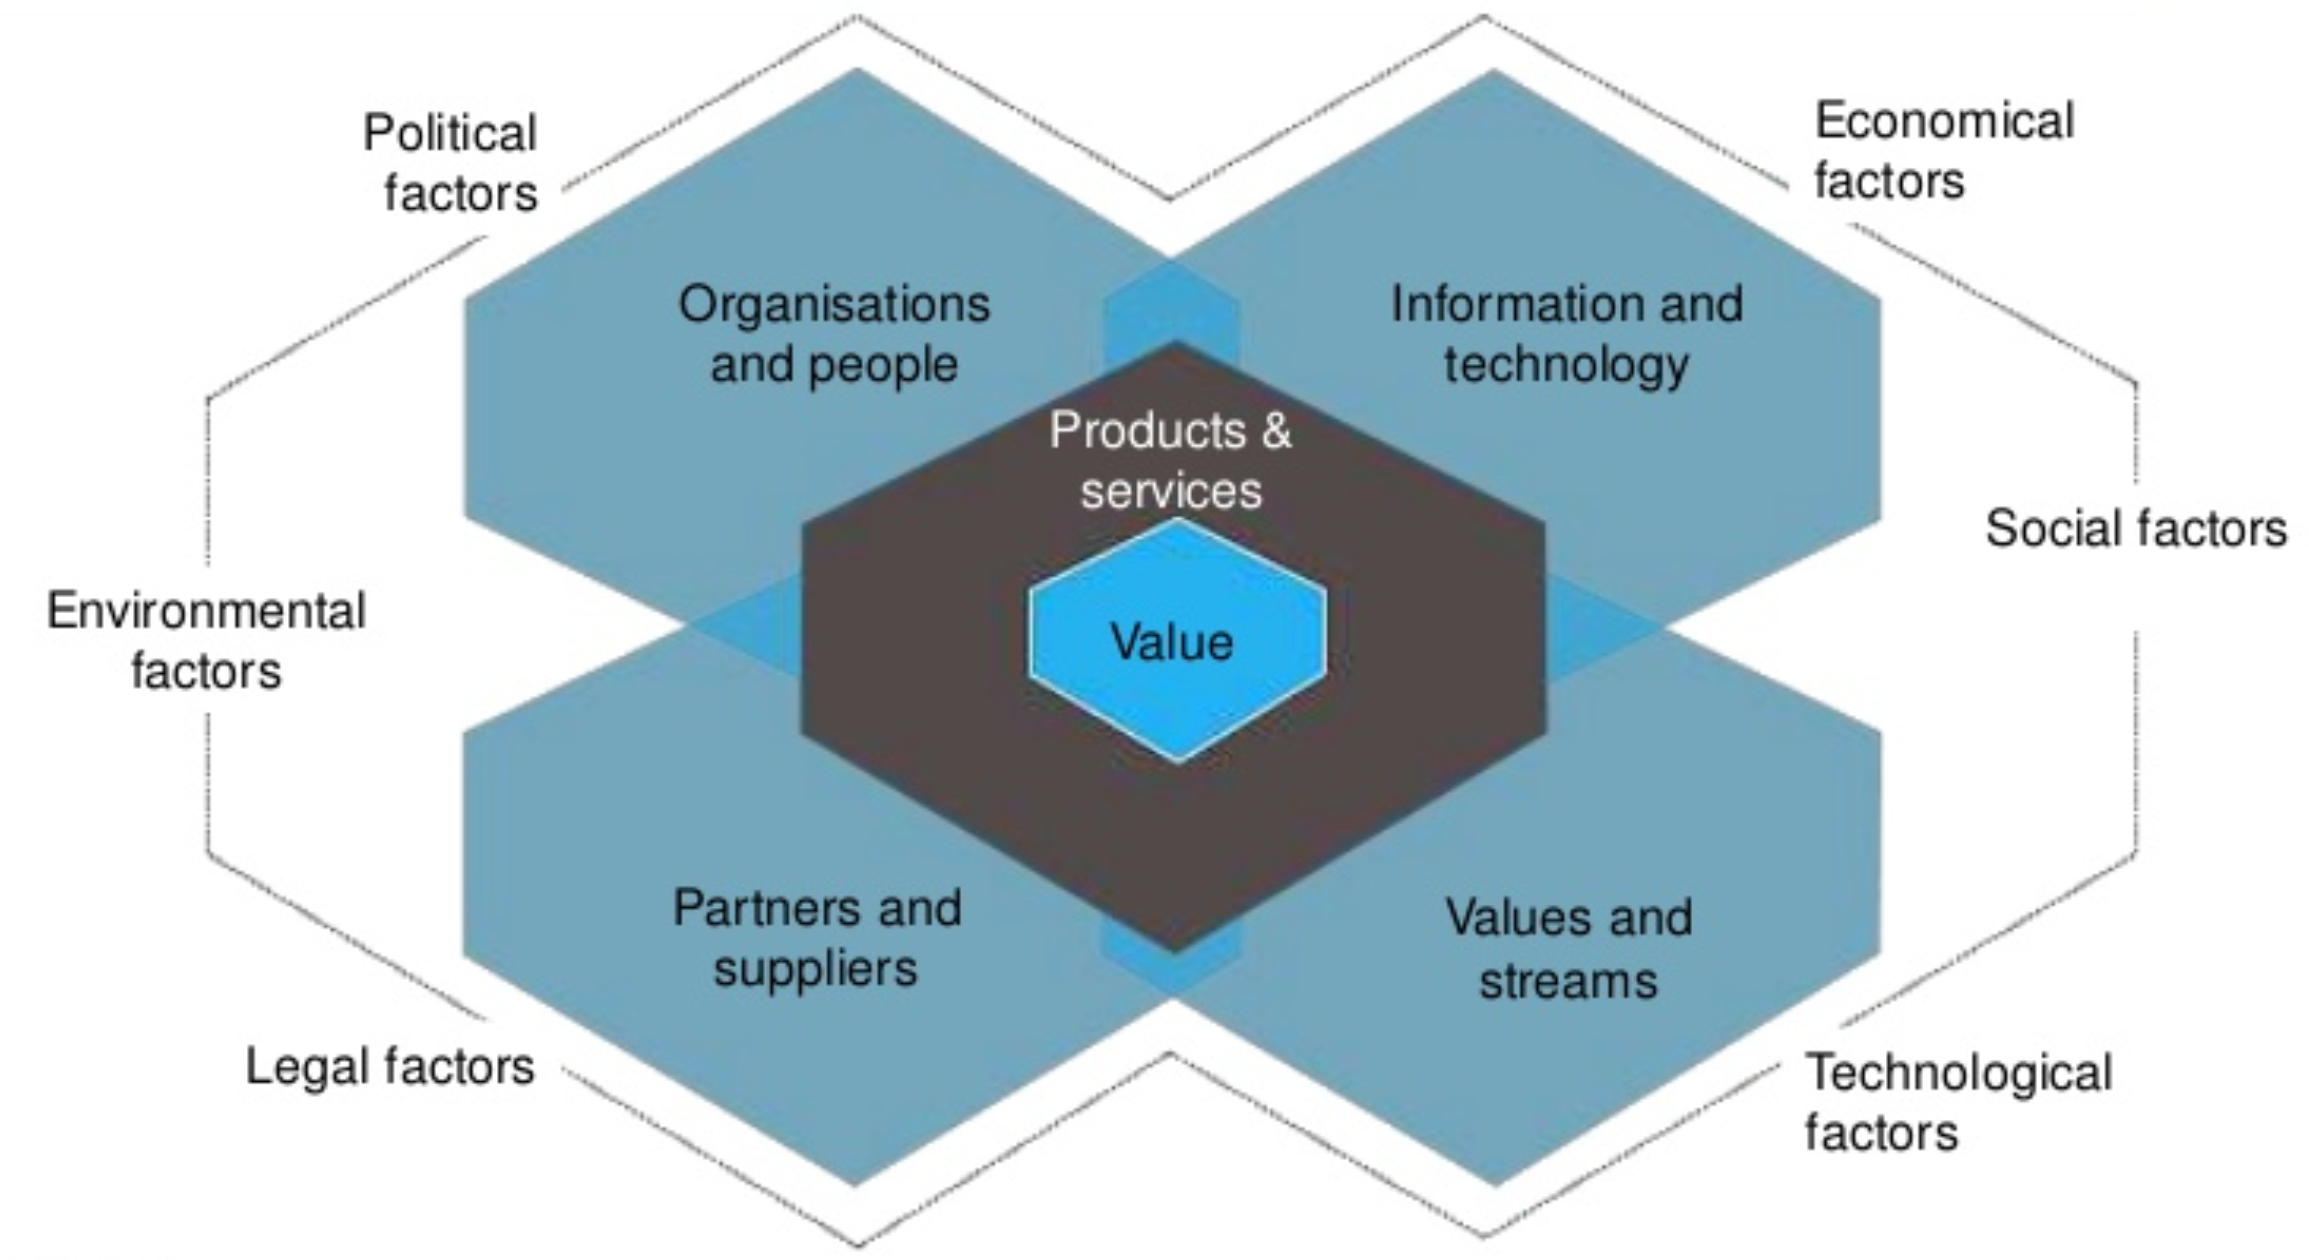 Political
factors
Economical
factors
Organisations
and people
Information and
technology
Products &
services
Social factors
Environmental
factors
Value
Partners and
suppliers
Values and
streams
Legal factors
Technological
factors